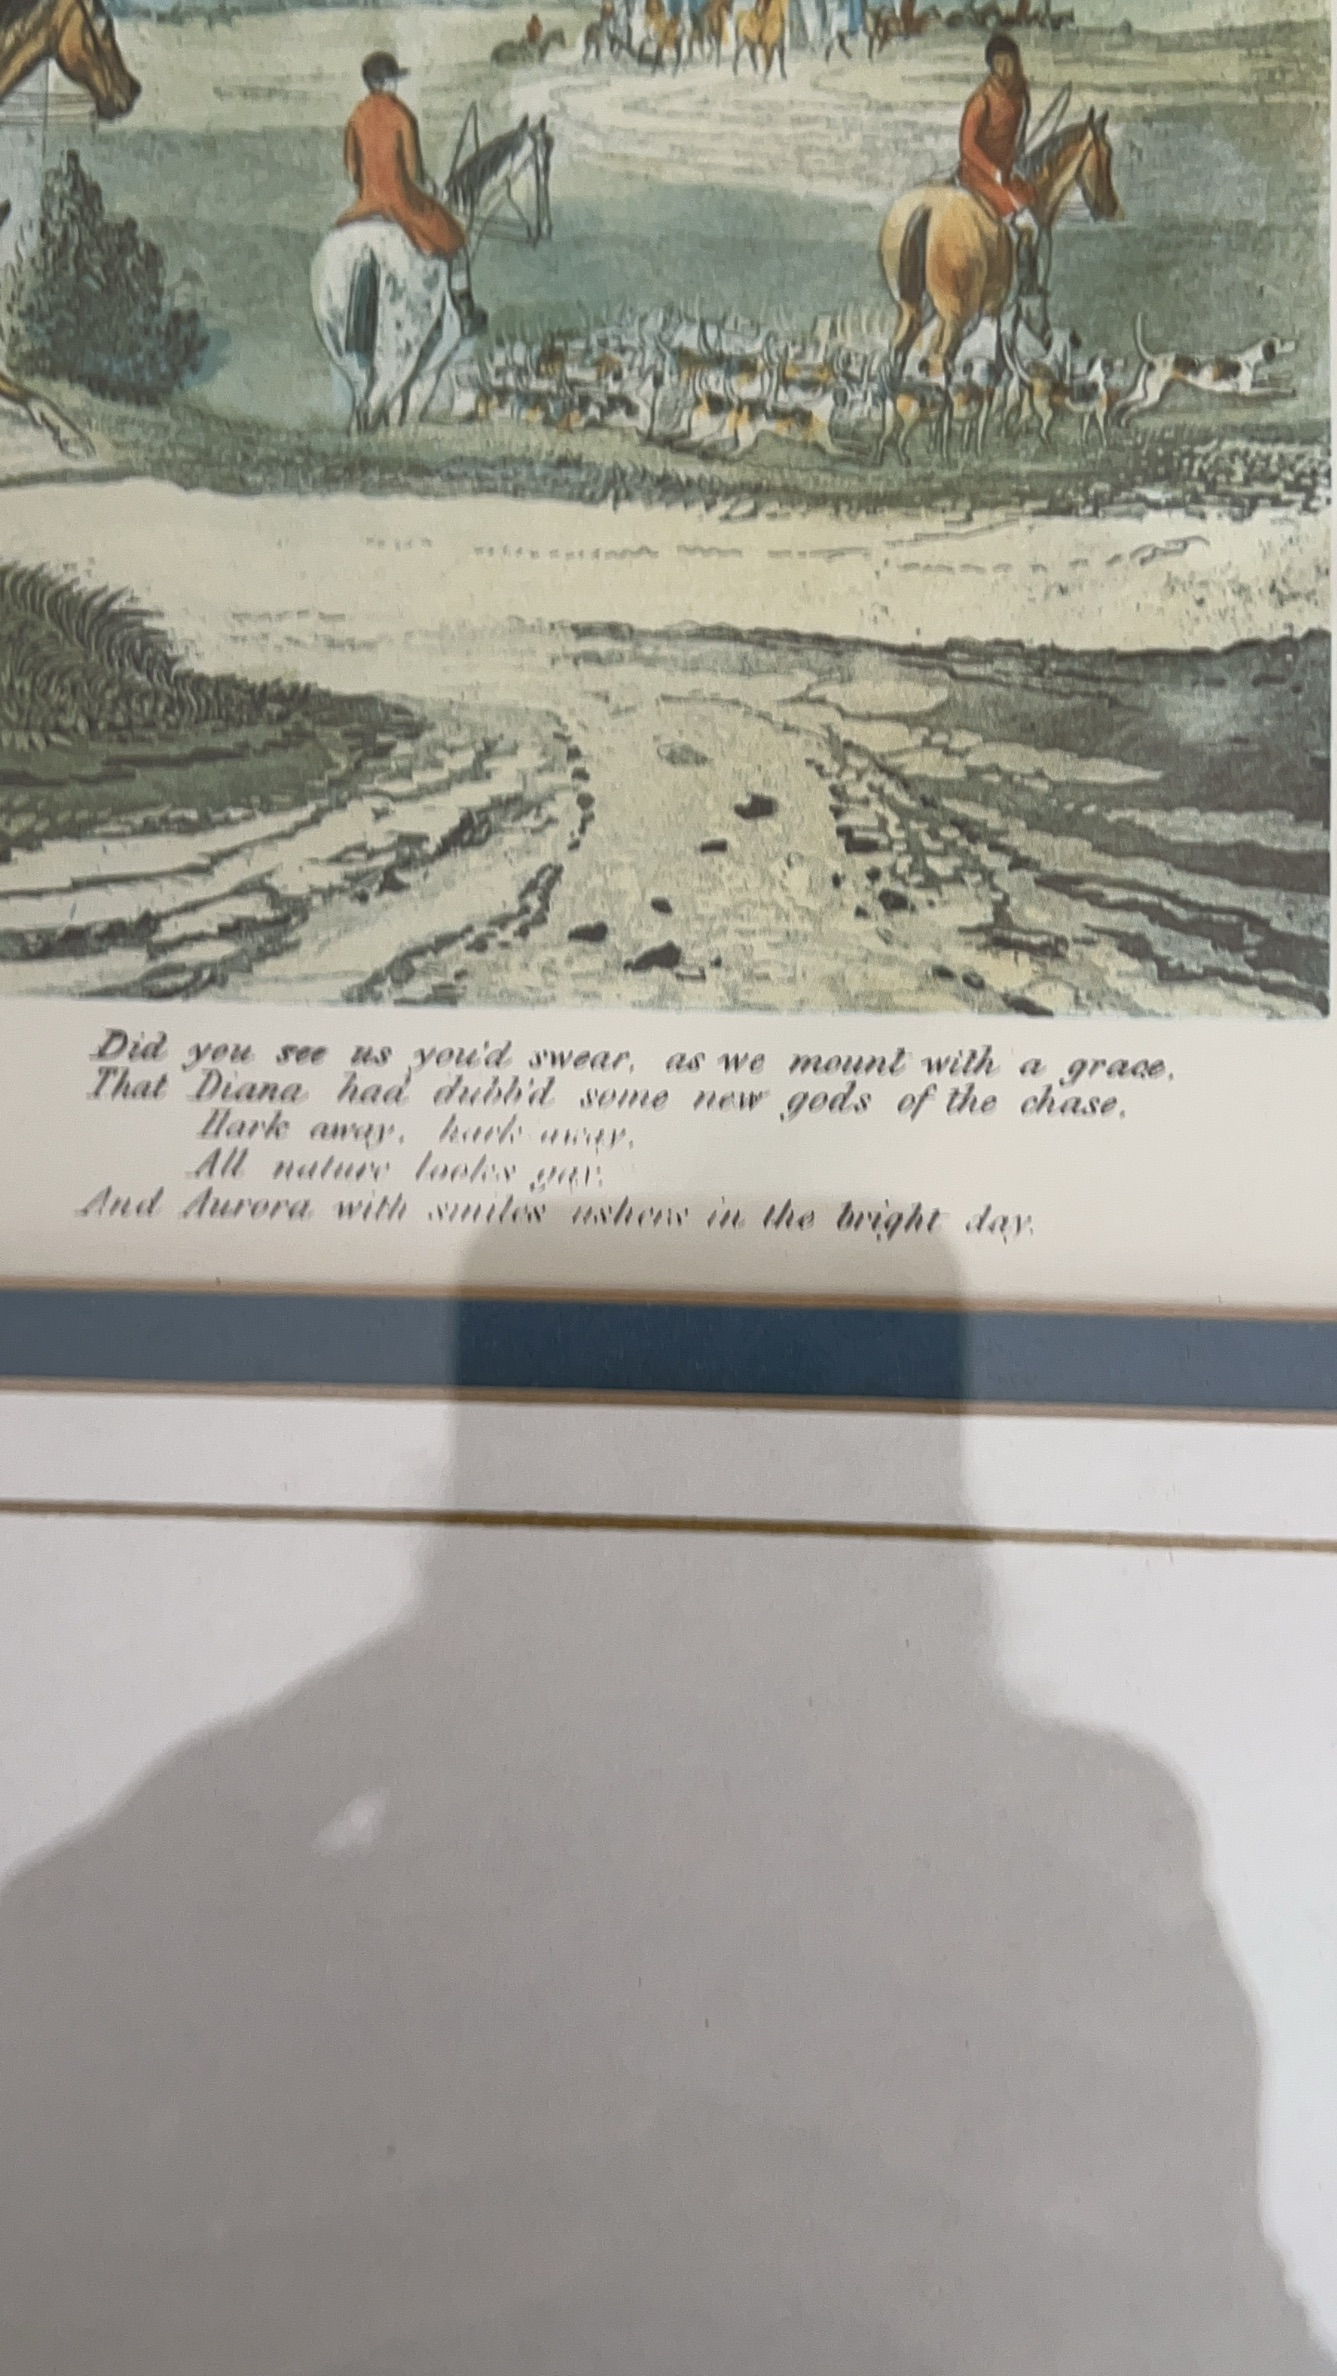 Did you see us you'd swear, as we mount with a grace,
That Diana had dubb'd some new gods of the chase.
Hark away, hark away,
All nature looks gay,
And Aurora with smiles ushers in the bright day.